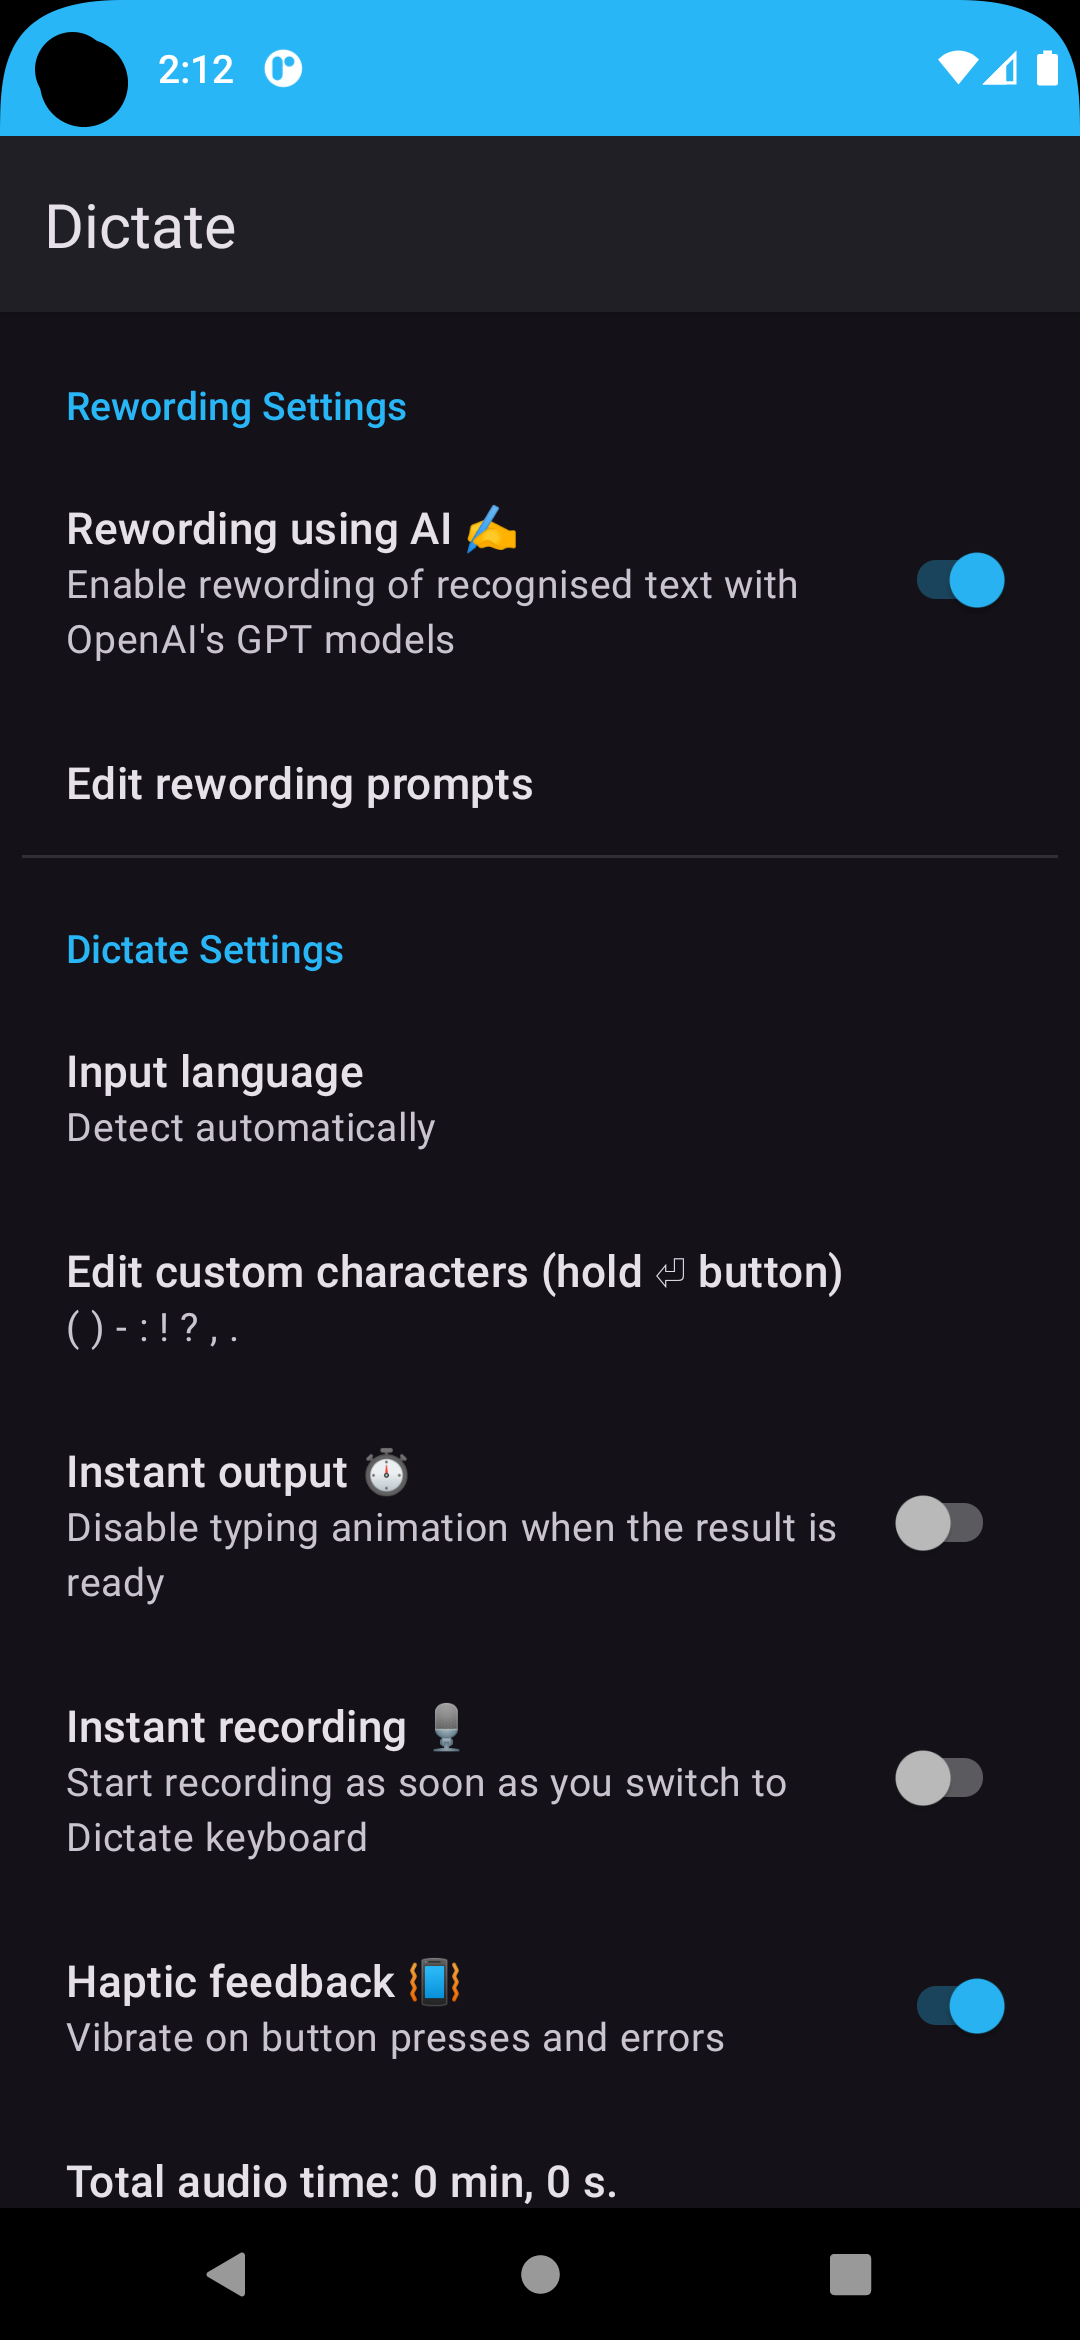 2:12
Dictate
Rewording Settings
Rewording using AI ✍️
Enable rewording of recognised text with
OpenAI's GPT models
Edit rewording prompts
Dictate Settings
Input language
Detect automatically
Edit custom characters (hold ⏎ button)
( ) - : ! ? , .
Instant output ⏱️
Disable typing animation when the result is
ready
Instant recording 🎙️
Start recording as soon as you switch to
Dictate keyboard
Haptic feedback 📳
Vibrate on button presses and errors
Total audio time: 0 min, 0 s.